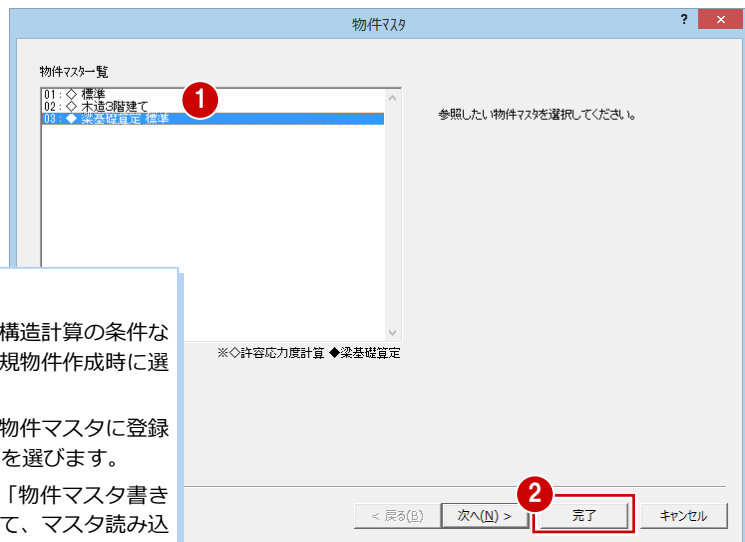 物件ﾏｽﾀ
? ×
物件ﾏｽﾀ一覧
01:◇ 標準
02:◇ 木造3階建て
03:◆ 梁基礎算定 標準
1
参照したい物件ﾏｽﾀを選択してください。
構造計算の条件な
規物件作成時に選
物件マスタに登録
を選びます。
「物件マスタ書き
て、マスタ読み込
※◇許容応力度計算 ◆梁基礎算定
2
< 戻る(B)
次へ(N) >
完了
ｷｬﾝｾﾙ